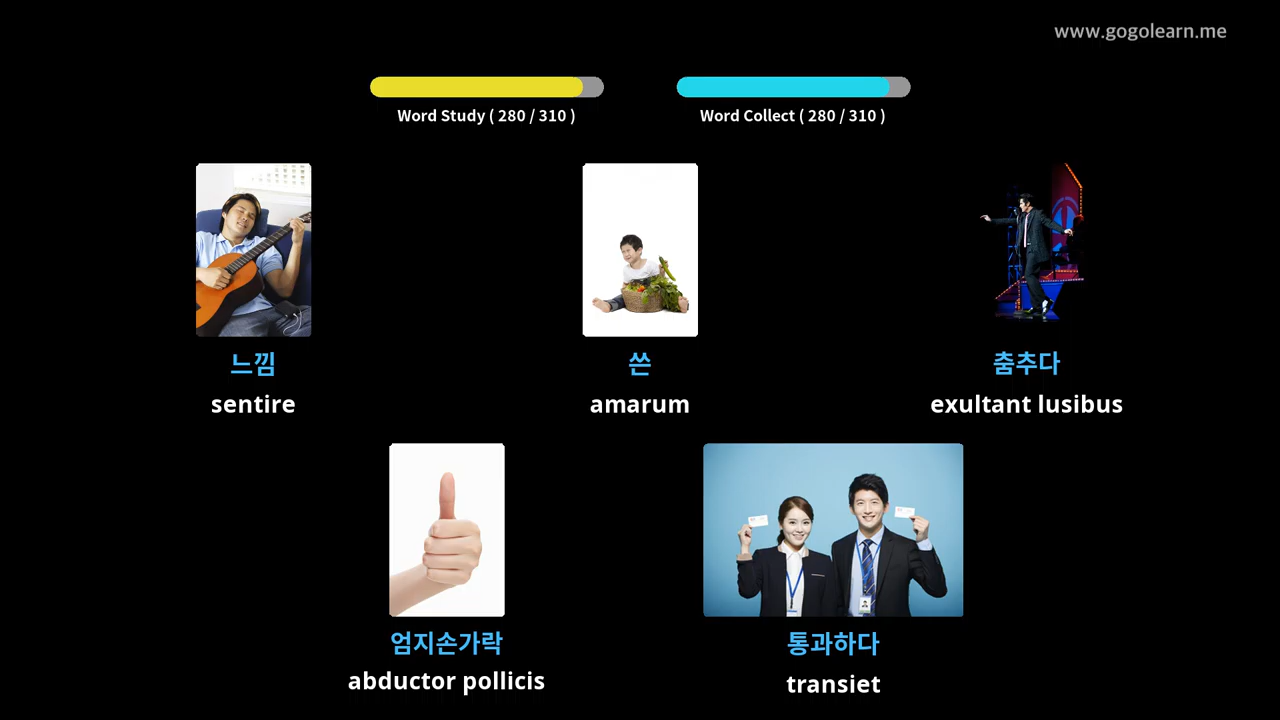 www.gogolearn.me
Word Study ( 280 / 310 )
Word Collect ( 280 / 310 )
느낌
sentire
쓴
amarum
춤추다
exultant lusibus
엄지손가락
abductor pollicis
통과하다
transiet